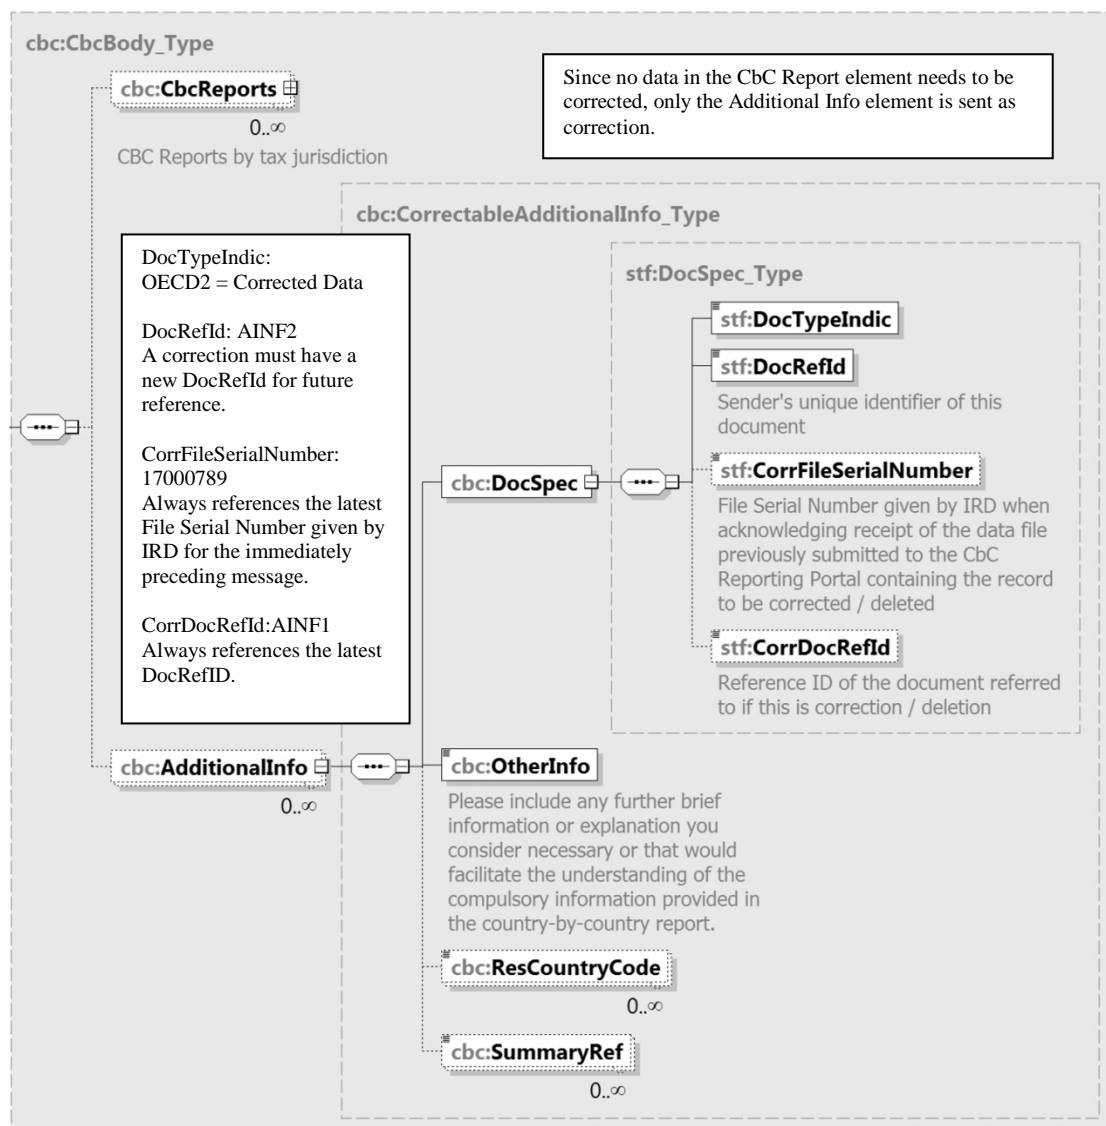 cbc:CbcBody_Type
cbc:CbcReports
0..∞
CBC Reports by tax jurisdiction
Since no data in the CbC Report element needs to be
corrected, only the Additional Info element is sent as
correction.
cbc:CorrectableAdditionalInfo_Type
DocTypeIndic:
OECD2 = Corrected Data
DocRefId: AINF2
A correction must have a
new DocRefId for future
reference.
CorrFileSerialNumber:
17000789
Always references the latest
File Serial Number given by
IRD for the immediately
preceding message.
CorrDocRefId:AINF1
Always references the latest
DocRefID.
stf:DocSpec_Type
stf:DocTypeIndic
stf:DocRefId
Sender's unique identifier of this
document
cbc:DocSpec
stf:CorrFileSerialNumber
File Serial Number given by IRD when
acknowledging receipt of the data file
previously submitted to the CbC
Reporting Portal containing the record
to be corrected / deleted
stf:CorrDocRefId
Reference ID of the document referred
to if this is correction / deletion
cbc:AdditionalInfo
0..∞
cbc:OtherInfo
Please include any further brief
information or explanation you
consider necessary or that would
facilitate the understanding of the
compulsory information provided in
the country-by-country report.
cbc:ResCountryCode
0..∞
cbc:SummaryRef
0..∞